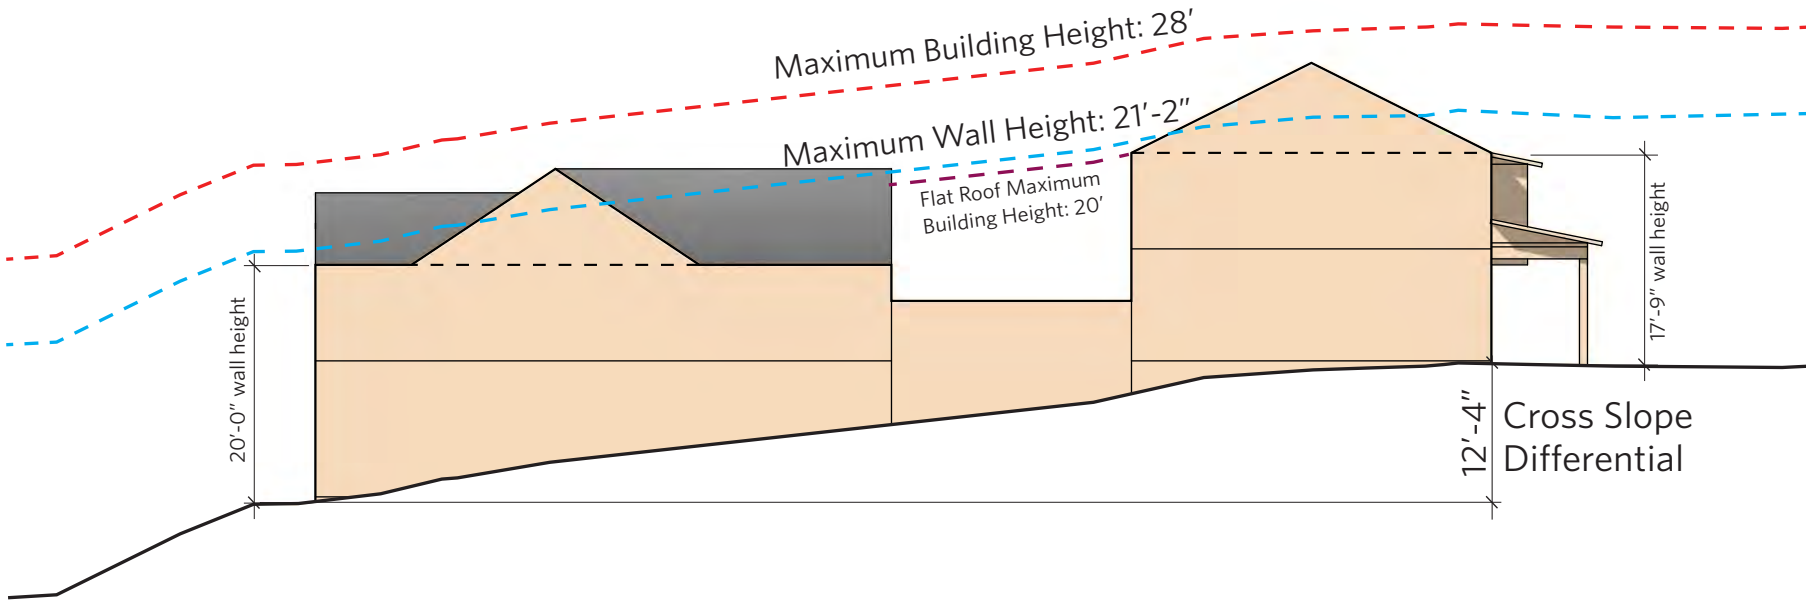 Maximum Building Height: 28′
Maximum Wall Height: 21′-2″
Flat Roof Maximum
Building Height: 20′
20′-0″ wall height
17′-9″ wall height
12′-4″
Cross Slope
Differential